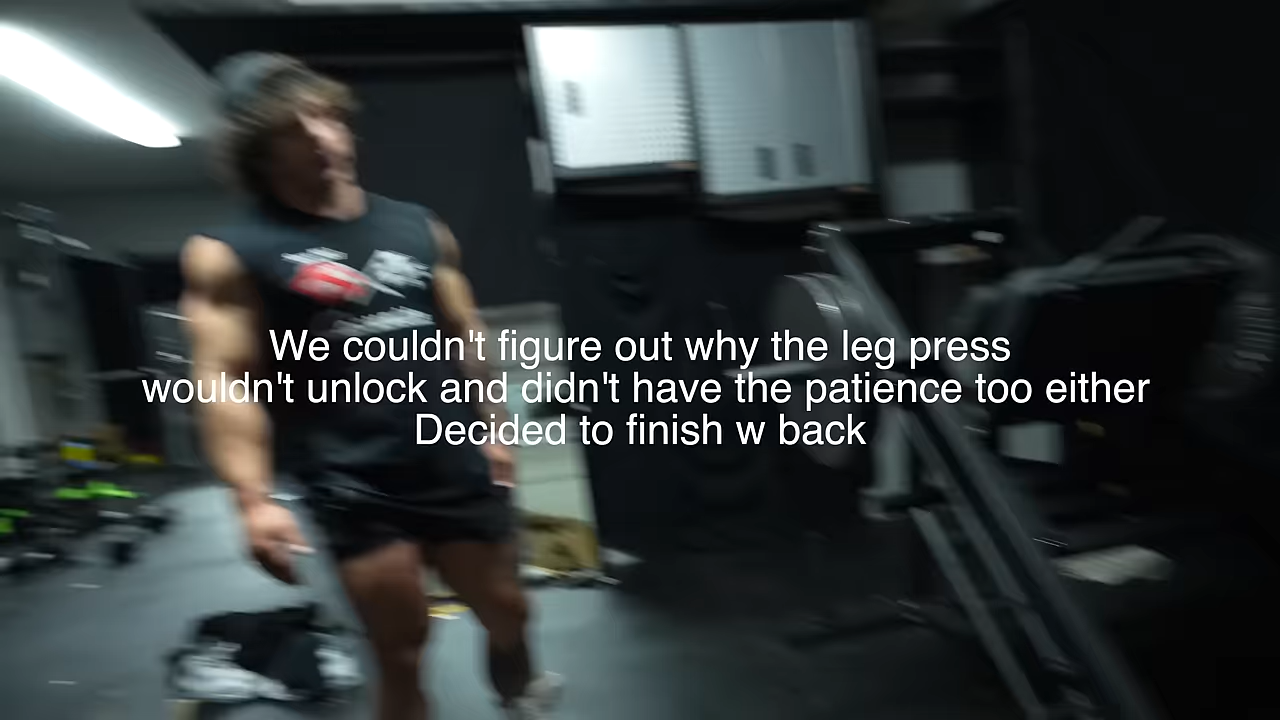 We couldn't figure out why the leg press
wouldn't unlock and didn't have the patience too either
Decided to finish w back